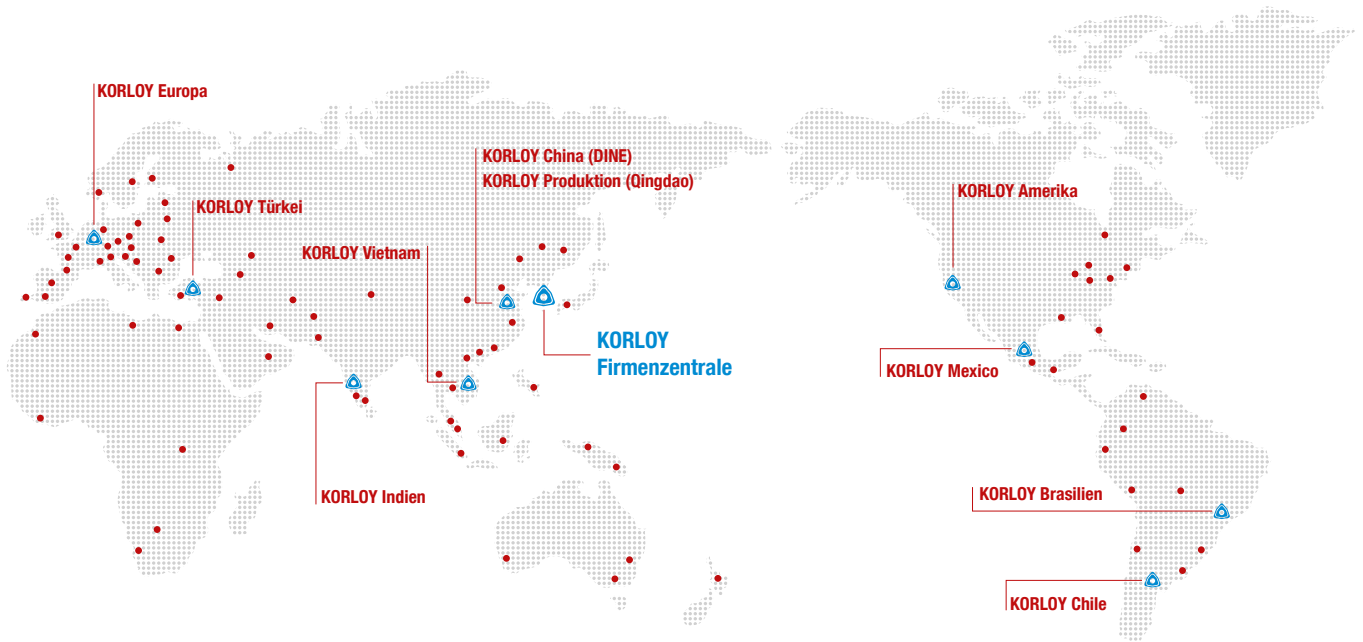 KORLOY Europa
KORLOY China (DINE)
KORLOY Produktion (Qingdao)
KORLOY Amerika
KORLOY Türkei
KORLOY Vietnam
KORLOY
Firmenzentrale
KORLOY Mexico
KORLOY Indien
KORLOY Brasilien
KORLOY Chile